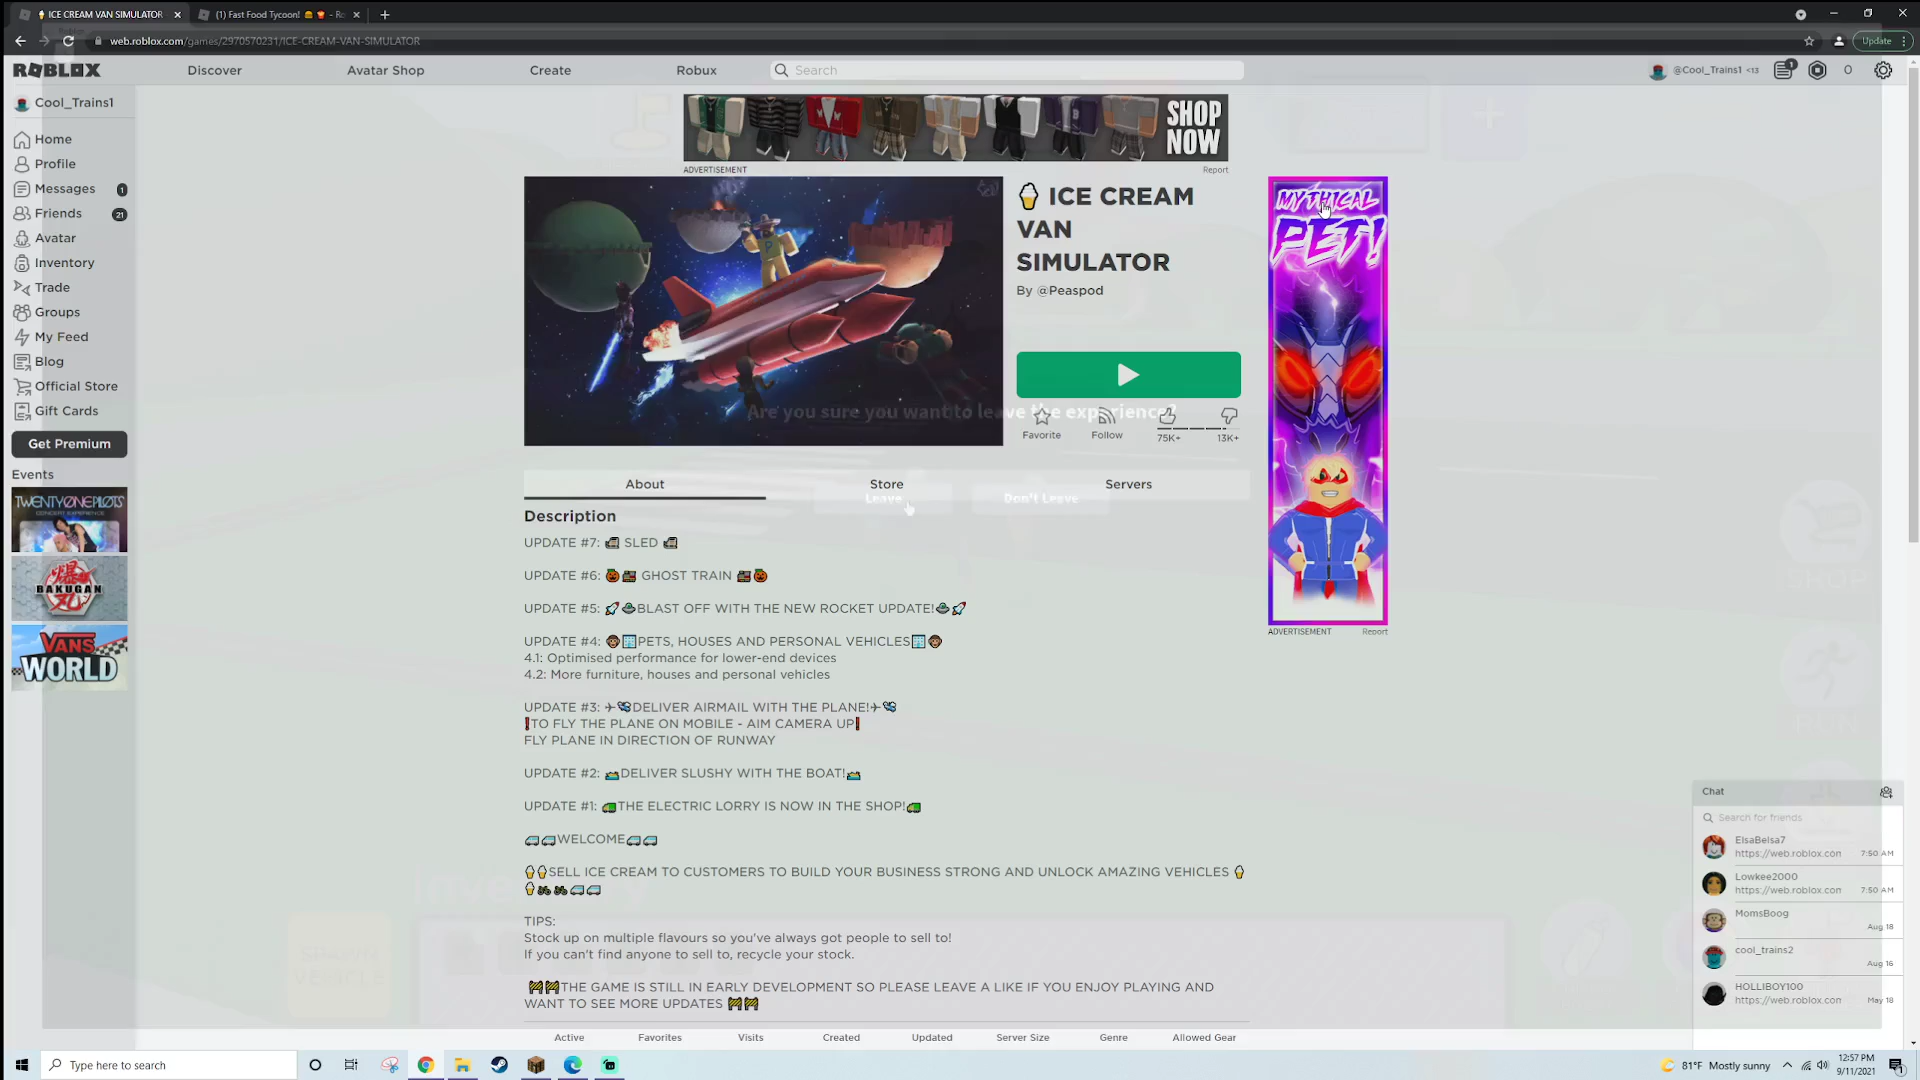 ICE CREAM VAN SIMULATOR
(1) Fast Food Tycoon!
web.roblox.com/games/2970570231/ICE-CREAM-VAN-SIMULATOR
Update
ROBLOX
Discover
Avatar Shop
Create
Robux
Search
@Cool_Trains1 <13
1
0
Cool_Trains1
Home
Profile
Messages 1
Friends 21
Avatar
Inventory
Trade
Groups
My Feed
Blog
Official Store
Gift Cards
Get Premium
Events
TWENTY ONE PILOTS
CONCERT EXPERIENCE
BAKUGAN
VANS
WORLD
SHOP
NOW
ADVERTISEMENT
Report
ICE CREAM
VAN
SIMULATOR
By @Peaspod
Are you sure you want to leave the experience?
Favorite
Follow
75K+
13K+
MYTHICAL
PET!
ADVERTISEMENT
Report
About
Store
Servers
Leave
Don't Leave
Description
UPDATE #7: SLED
UPDATE #6: GHOST TRAIN
UPDATE #5: BLAST OFF WITH THE NEW ROCKET UPDATE!
UPDATE #4: PETS, HOUSES AND PERSONAL VEHICLES
4.1: Optimised performance for lower-end devices
4.2: More furniture, houses and personal vehicles
UPDATE #3: DELIVER AIRMAIL WITH THE PLANE!
❗TO FLY THE PLANE ON MOBILE - AIM CAMERA UP❗
FLY PLANE IN DIRECTION OF RUNWAY
UPDATE #2: DELIVER SLUSHY WITH THE BOAT!
UPDATE #1: THE ELECTRIC LORRY IS NOW IN THE SHOP!
WELCOME
SELL ICE CREAM TO CUSTOMERS TO BUILD YOUR BUSINESS STRONG AND UNLOCK AMAZING VEHICLES
TIPS:
Stock up on multiple flavours so you've always got people to sell to!
If you can't find anyone to sell to, recycle your stock.
THE GAME IS STILL IN EARLY DEVELOPMENT SO PLEASE LEAVE A LIKE IF YOU ENJOY PLAYING AND
WANT TO SEE MORE UPDATES
Active
Favorites
Visits
Created
Updated
Server Size
Genre
Allowed Gear
Inventory
SPAWN
VEHICLE
SHOP
RUN
Chat
Search for friends
ElsaBelsa7
https://web.roblox.con 7:50 AM
Lowkee2000
https://web.roblox.con 7:50 AM
MomsBoog
Aug 18
cool_trains2
Aug 16
HOLLIBOY100
https://web.roblox.con May 18
Type here to search
81°F Mostly sunny
12:57 PM
9/11/2021